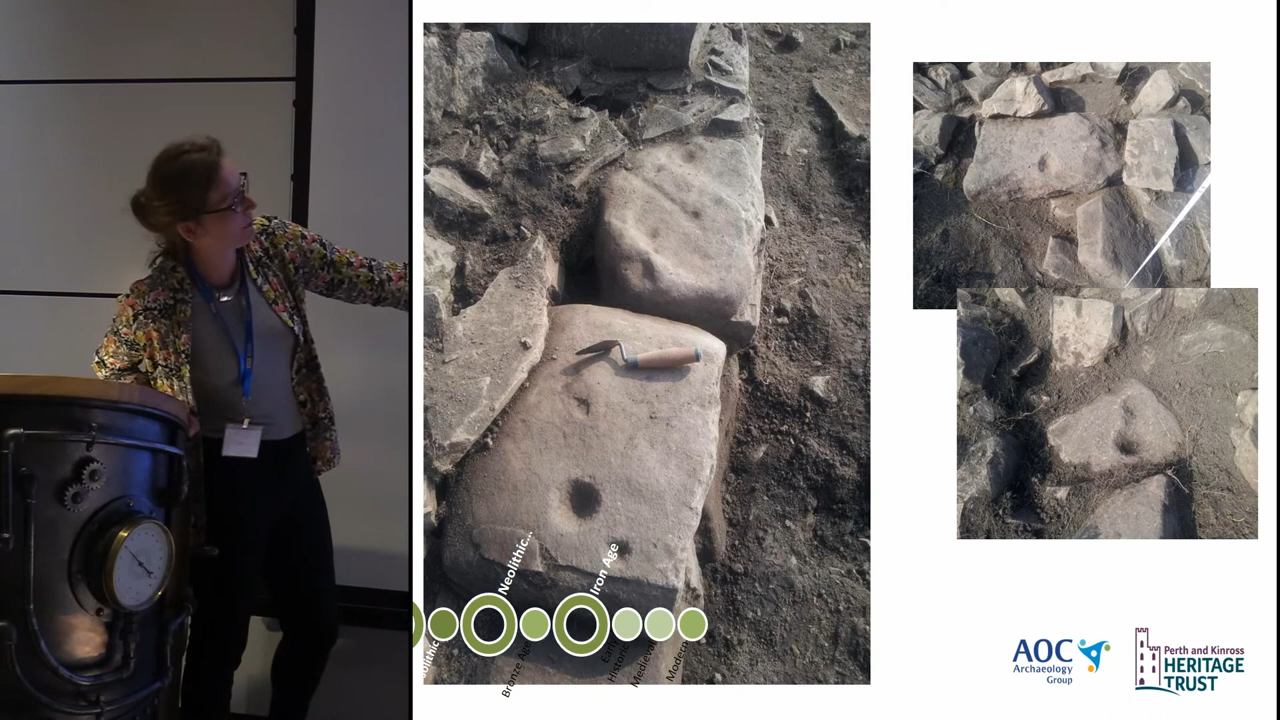 Neolithic...
Iron Age
Bronze Age
Medieval
Modern
AOC
Archaeology
Group
Perth and Kinross
HERITAGE
TRUST